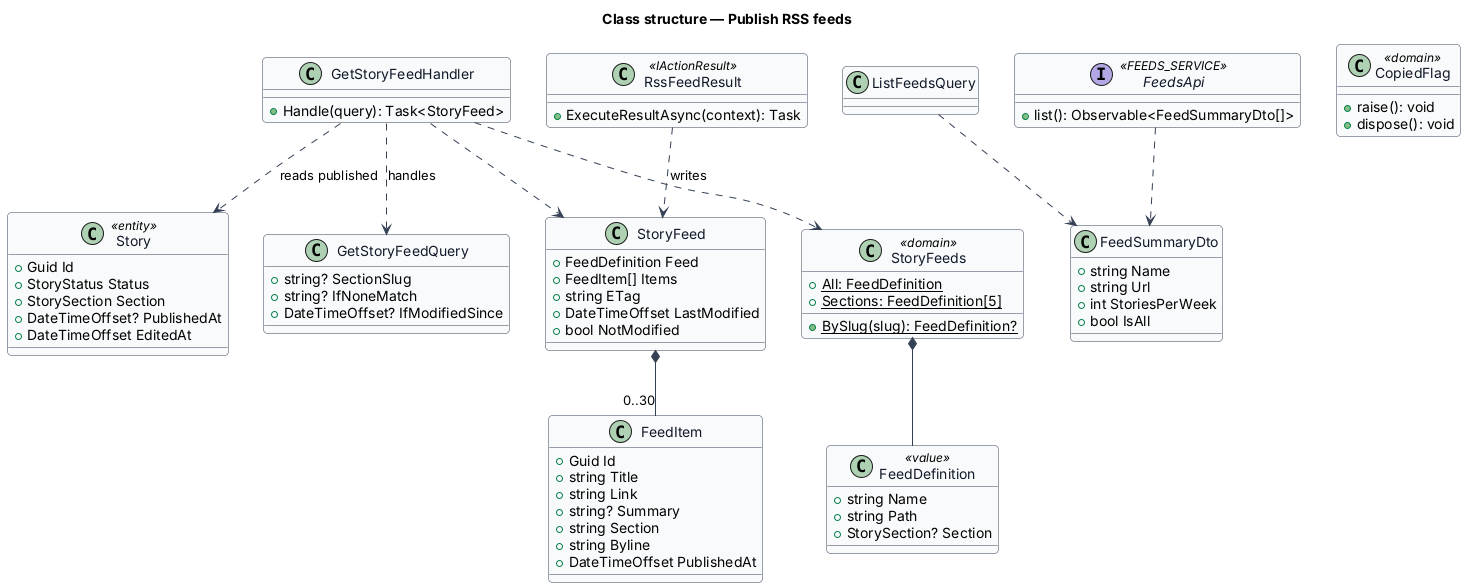 Class structure — Publish RSS feeds
C GetStoryFeedHandler
Handle(query): Task<StoryFeed>
«IActionResult»
C RssFeedResult
ExecuteResultAsync(context): Task
C ListFeedsQuery
«FEEDS_SERVICE»
I FeedsApi
list(): Observable<FeedSummaryDto[]>
«domain»
C CopiedFlag
raise(): void
dispose(): void
reads published
handles
writes
«entity»
C Story
Guid Id
StoryStatus Status
StorySection Section
DateTimeOffset? PublishedAt
DateTimeOffset EditedAt
C GetStoryFeedQuery
string? SectionSlug
string? IfNoneMatch
DateTimeOffset? IfModifiedSince
C StoryFeed
FeedDefinition Feed
FeedItem[] Items
string ETag
DateTimeOffset LastModified
bool NotModified
«domain»
C StoryFeeds
All: FeedDefinition
Sections: FeedDefinition[5]
BySlug(slug): FeedDefinition?
C FeedSummaryDto
string Name
string Url
int StoriesPerWeek
bool IsAll
0..30
C FeedItem
Guid Id
string Title
string Link
string? Summary
string Section
string Byline
DateTimeOffset PublishedAt
«value»
C FeedDefinition
string Name
string Path
StorySection? Section